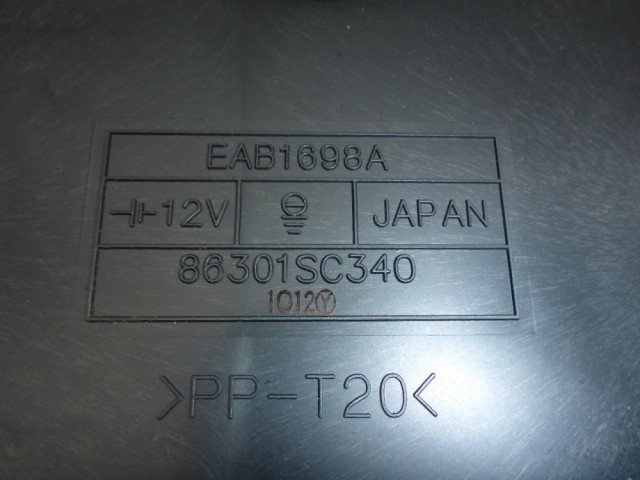 EAB1698A
12V JAPAN
86301SC340
1012Ⓨ
>PP-T20<